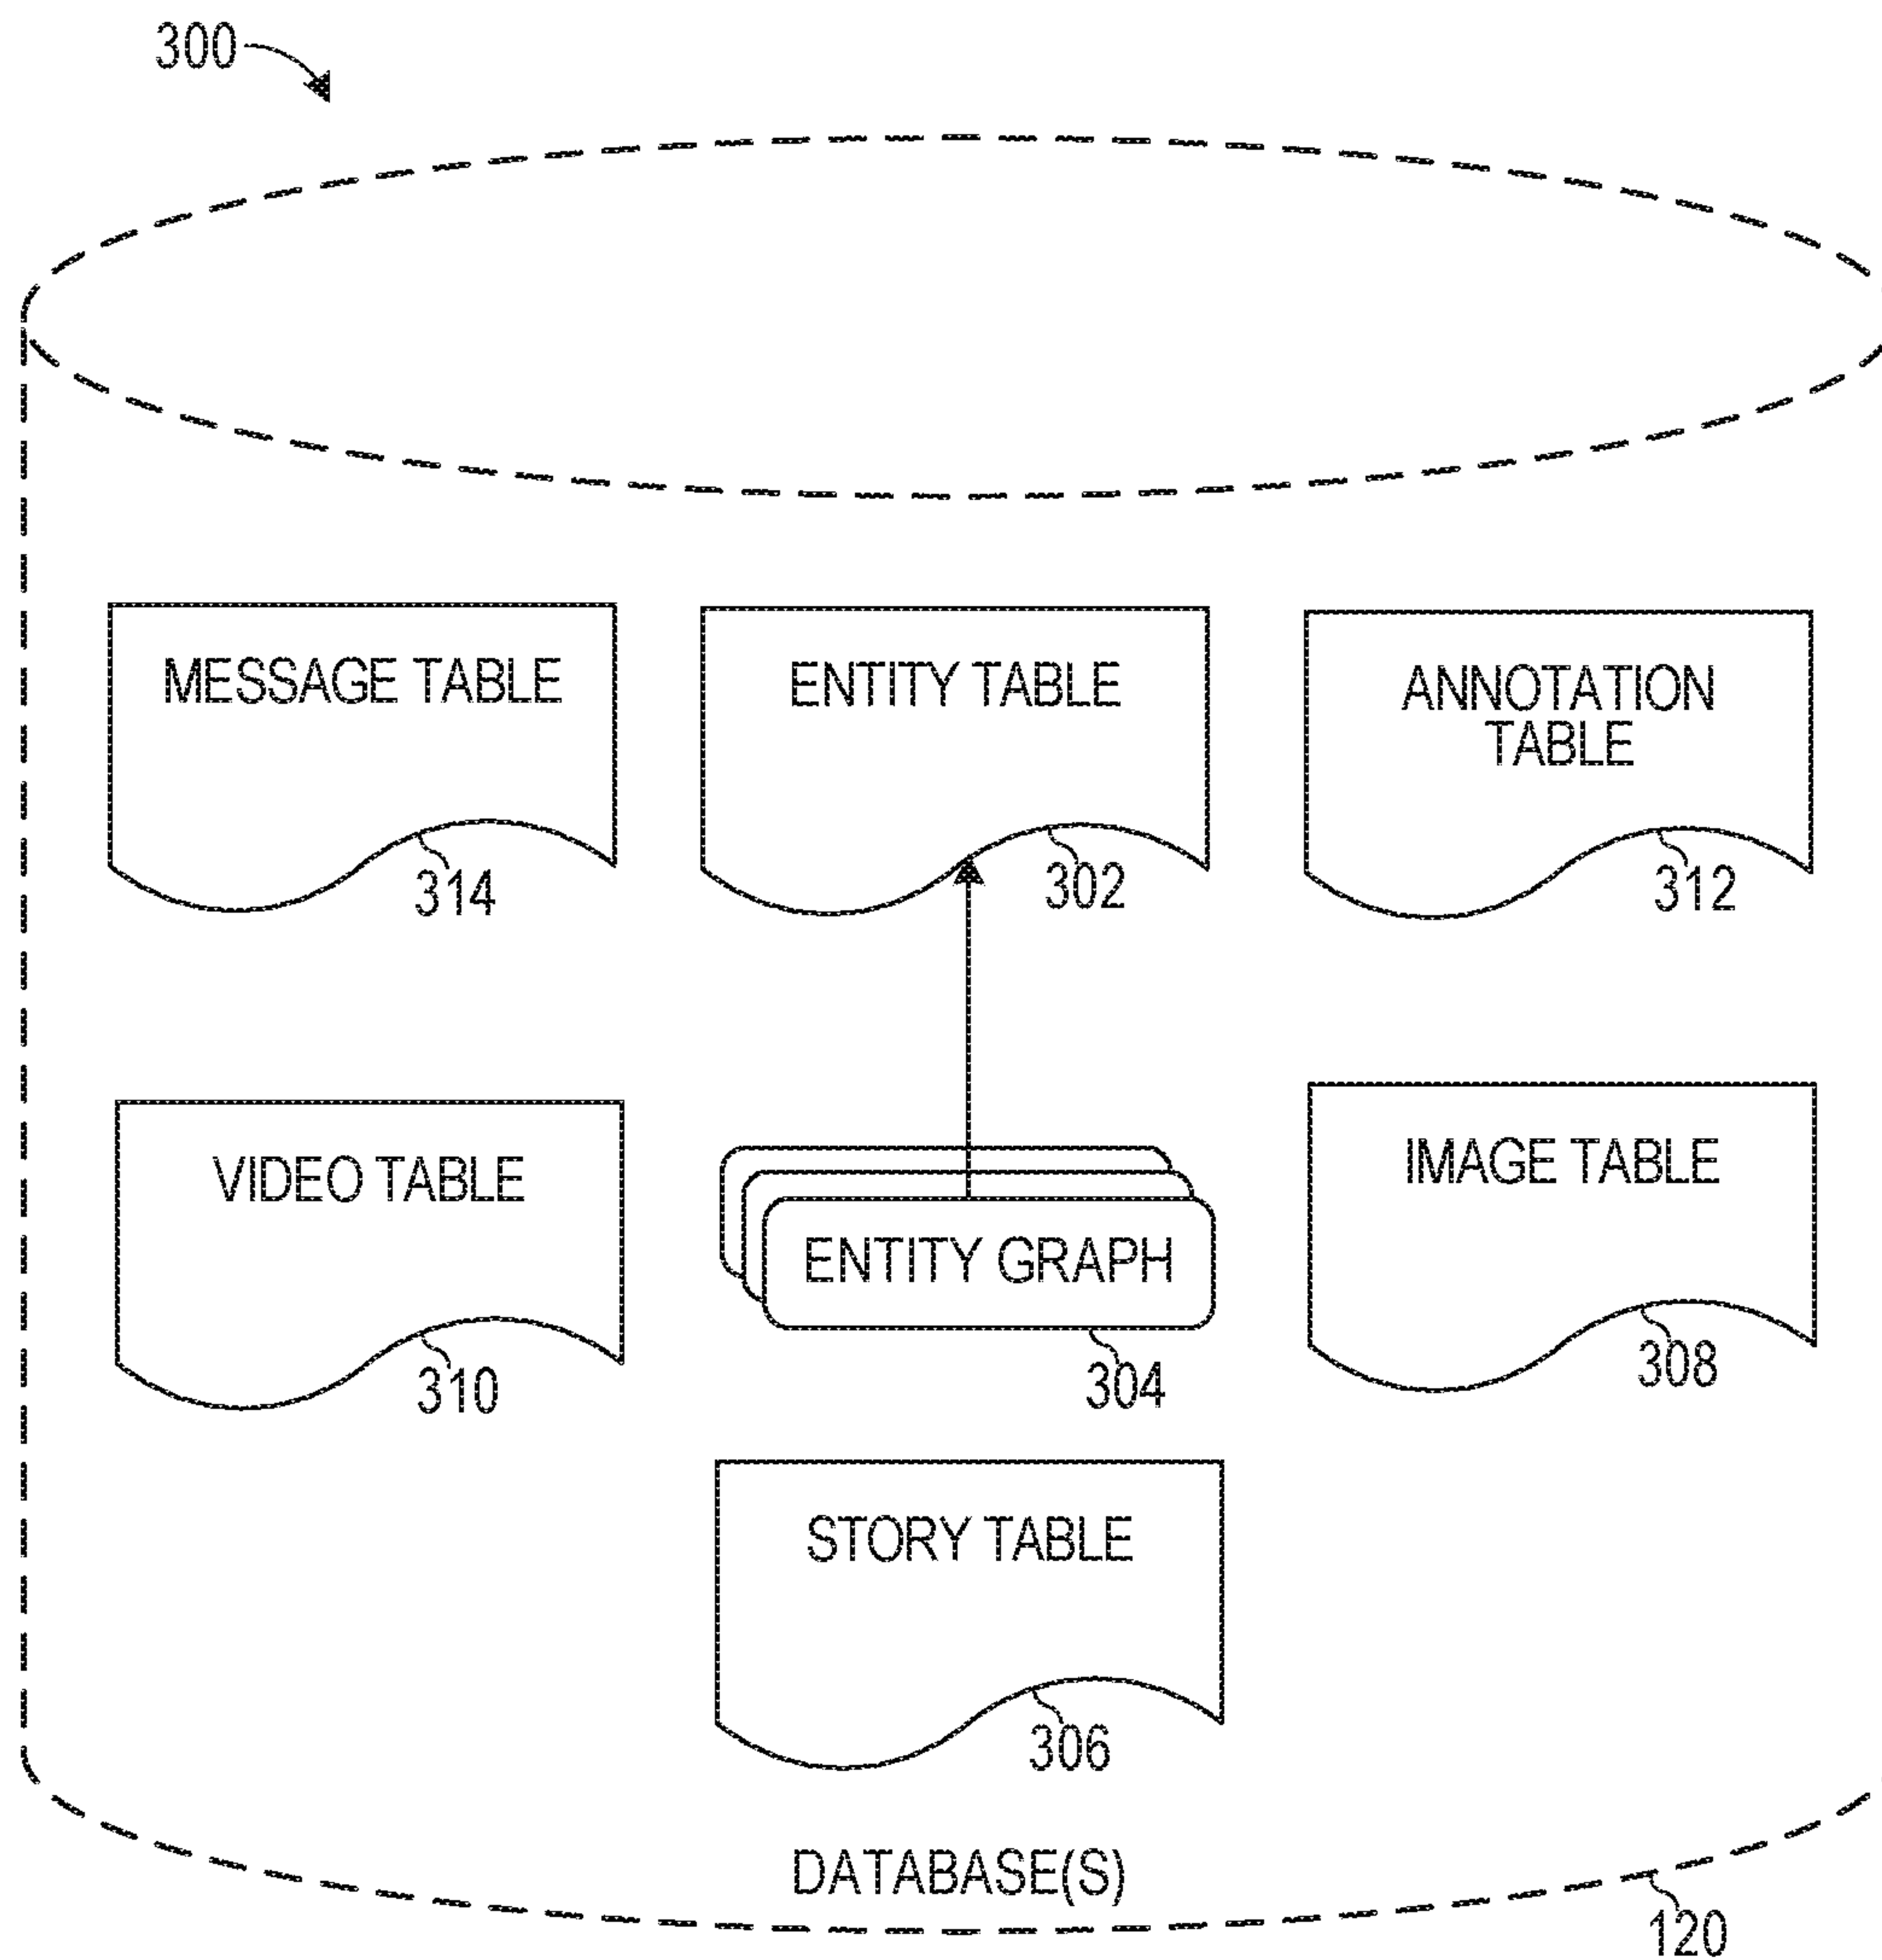 300
MESSAGE TABLE
314
ENTITY TABLE
302
ANNOTATION
TABLE
312
VIDEO TABLE
310
ENTITY GRAPH
304
IMAGE TABLE
308
STORY TABLE
306
DATABASE(S)
120